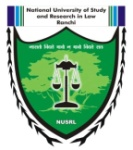 National University of Study
and Research in Law
Ranchi
NUSRL